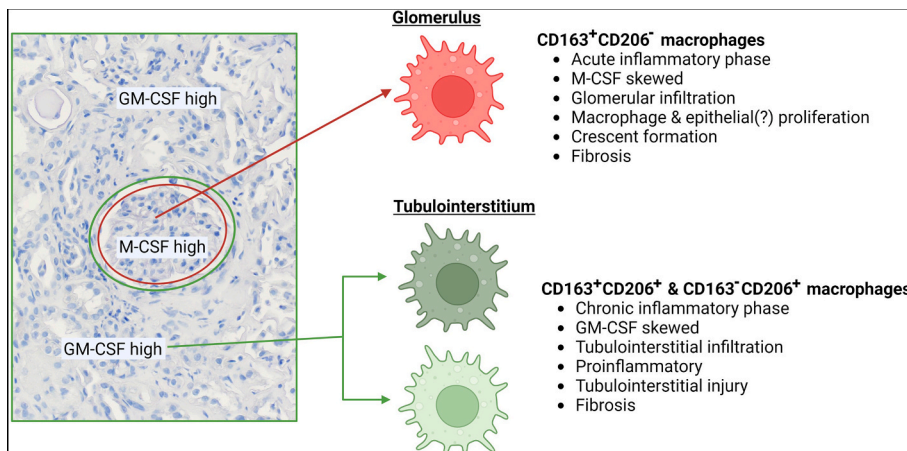 Glomerulus
GM-CSF high
M-CSF high
GM-CSF high
CD163⁺CD206⁻ macrophages
• Acute inflammatory phase
• M-CSF skewed
• Glomerular infiltration
• Macrophage & epithelial(?) proliferation
• Crescent formation
• Fibrosis
Tubulointerstitium
CD163⁺CD206⁺ & CD163⁻CD206⁺ macrophages
• Chronic inflammatory phase
• GM-CSF skewed
• Tubulointerstitial infiltration
• Proinflammatory
• Tubulointerstitial injury
• Fibrosis